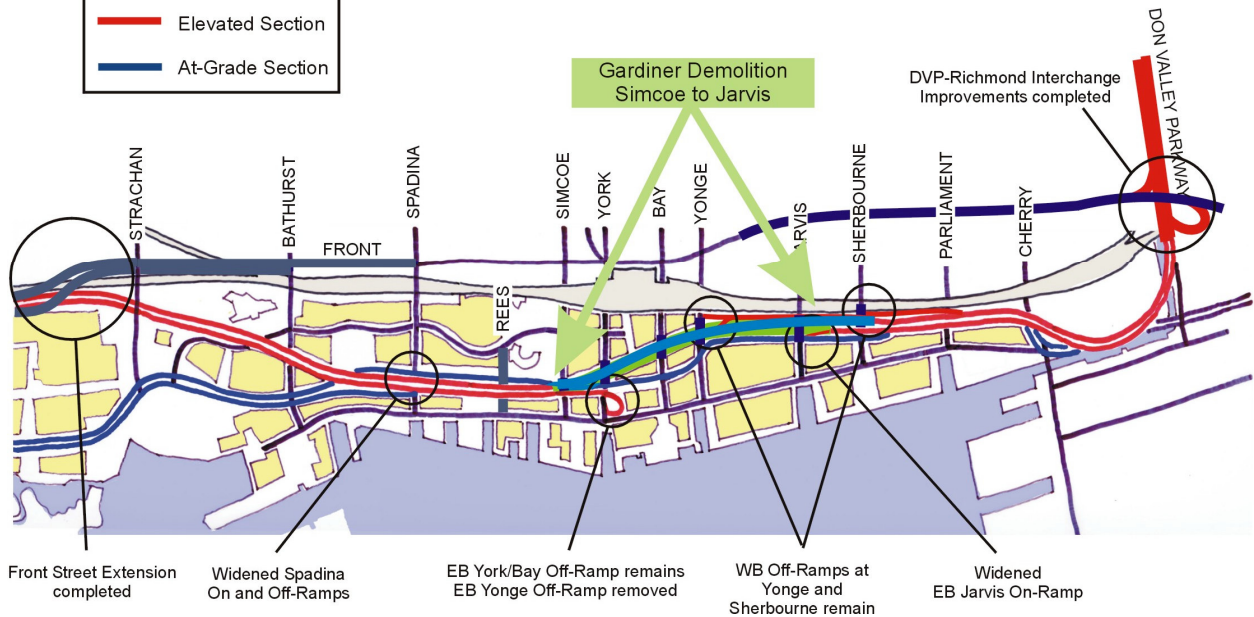 Elevated Section
At-Grade Section
Gardiner Demolition
Simcoe to Jarvis
DVP-Richmond Interchange
Improvements completed
DON VALLEY PARKWAY
STRACHAN
BATHURST
SPADINA
SIMCOE
YORK
BAY
YONGE
ARVIS
SHERBOURNE
PARLIAMENT
CHERRY
FRONT
REES
Front Street Extension
completed
Widened Spadina
On and Off-Ramps
EB York/Bay Off-Ramp remains
EB Yonge Off-Ramp removed
WB Off-Ramps at
Yonge and
Sherbourne remain
Widened
EB Jarvis On-Ramp